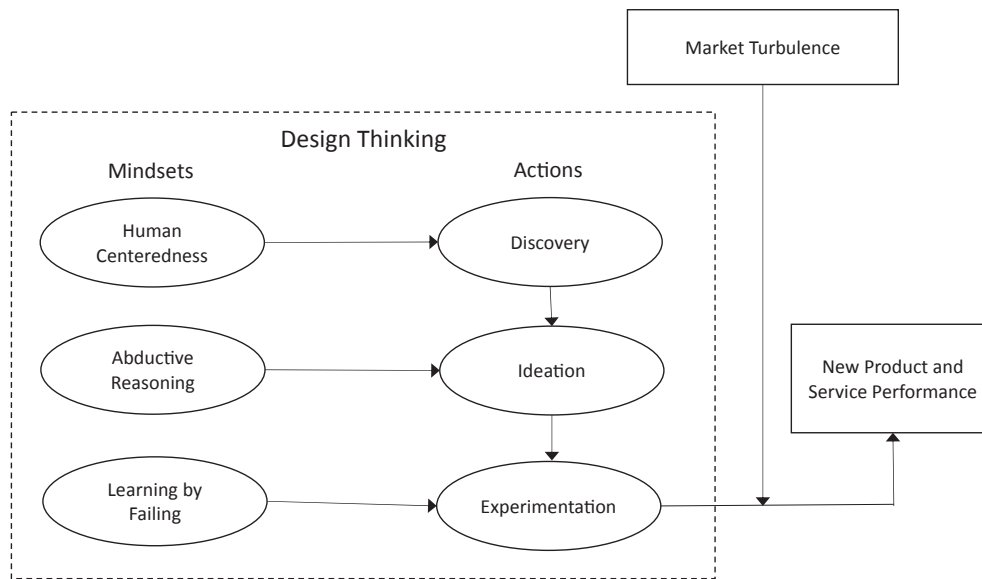 Market Turbulence
Design Thinking
Mindsets
Actions
Human
Centeredness
Discovery
Abductive
Reasoning
Ideation
New Product and
Service Performance
Learning by
Failing
Experimentation